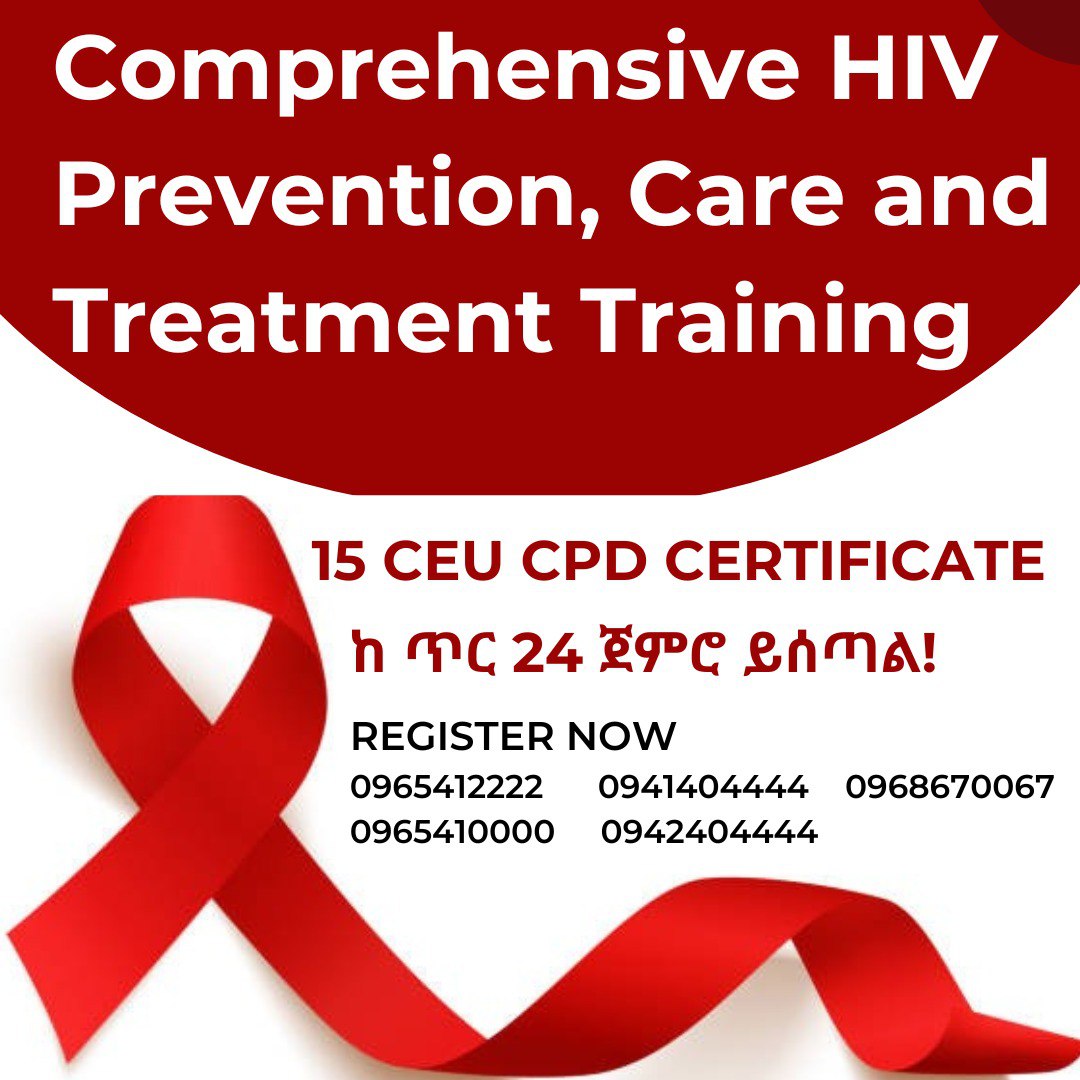 Comprehensive HIV
Prevention, Care and
Treatment Training
15 CEU CPD CERTIFICATE
ከ ጥር 24 ጀምሮ ይሰጣል!
REGISTER NOW
0965412222 0941404444 0968670067
0965410000 0942404444